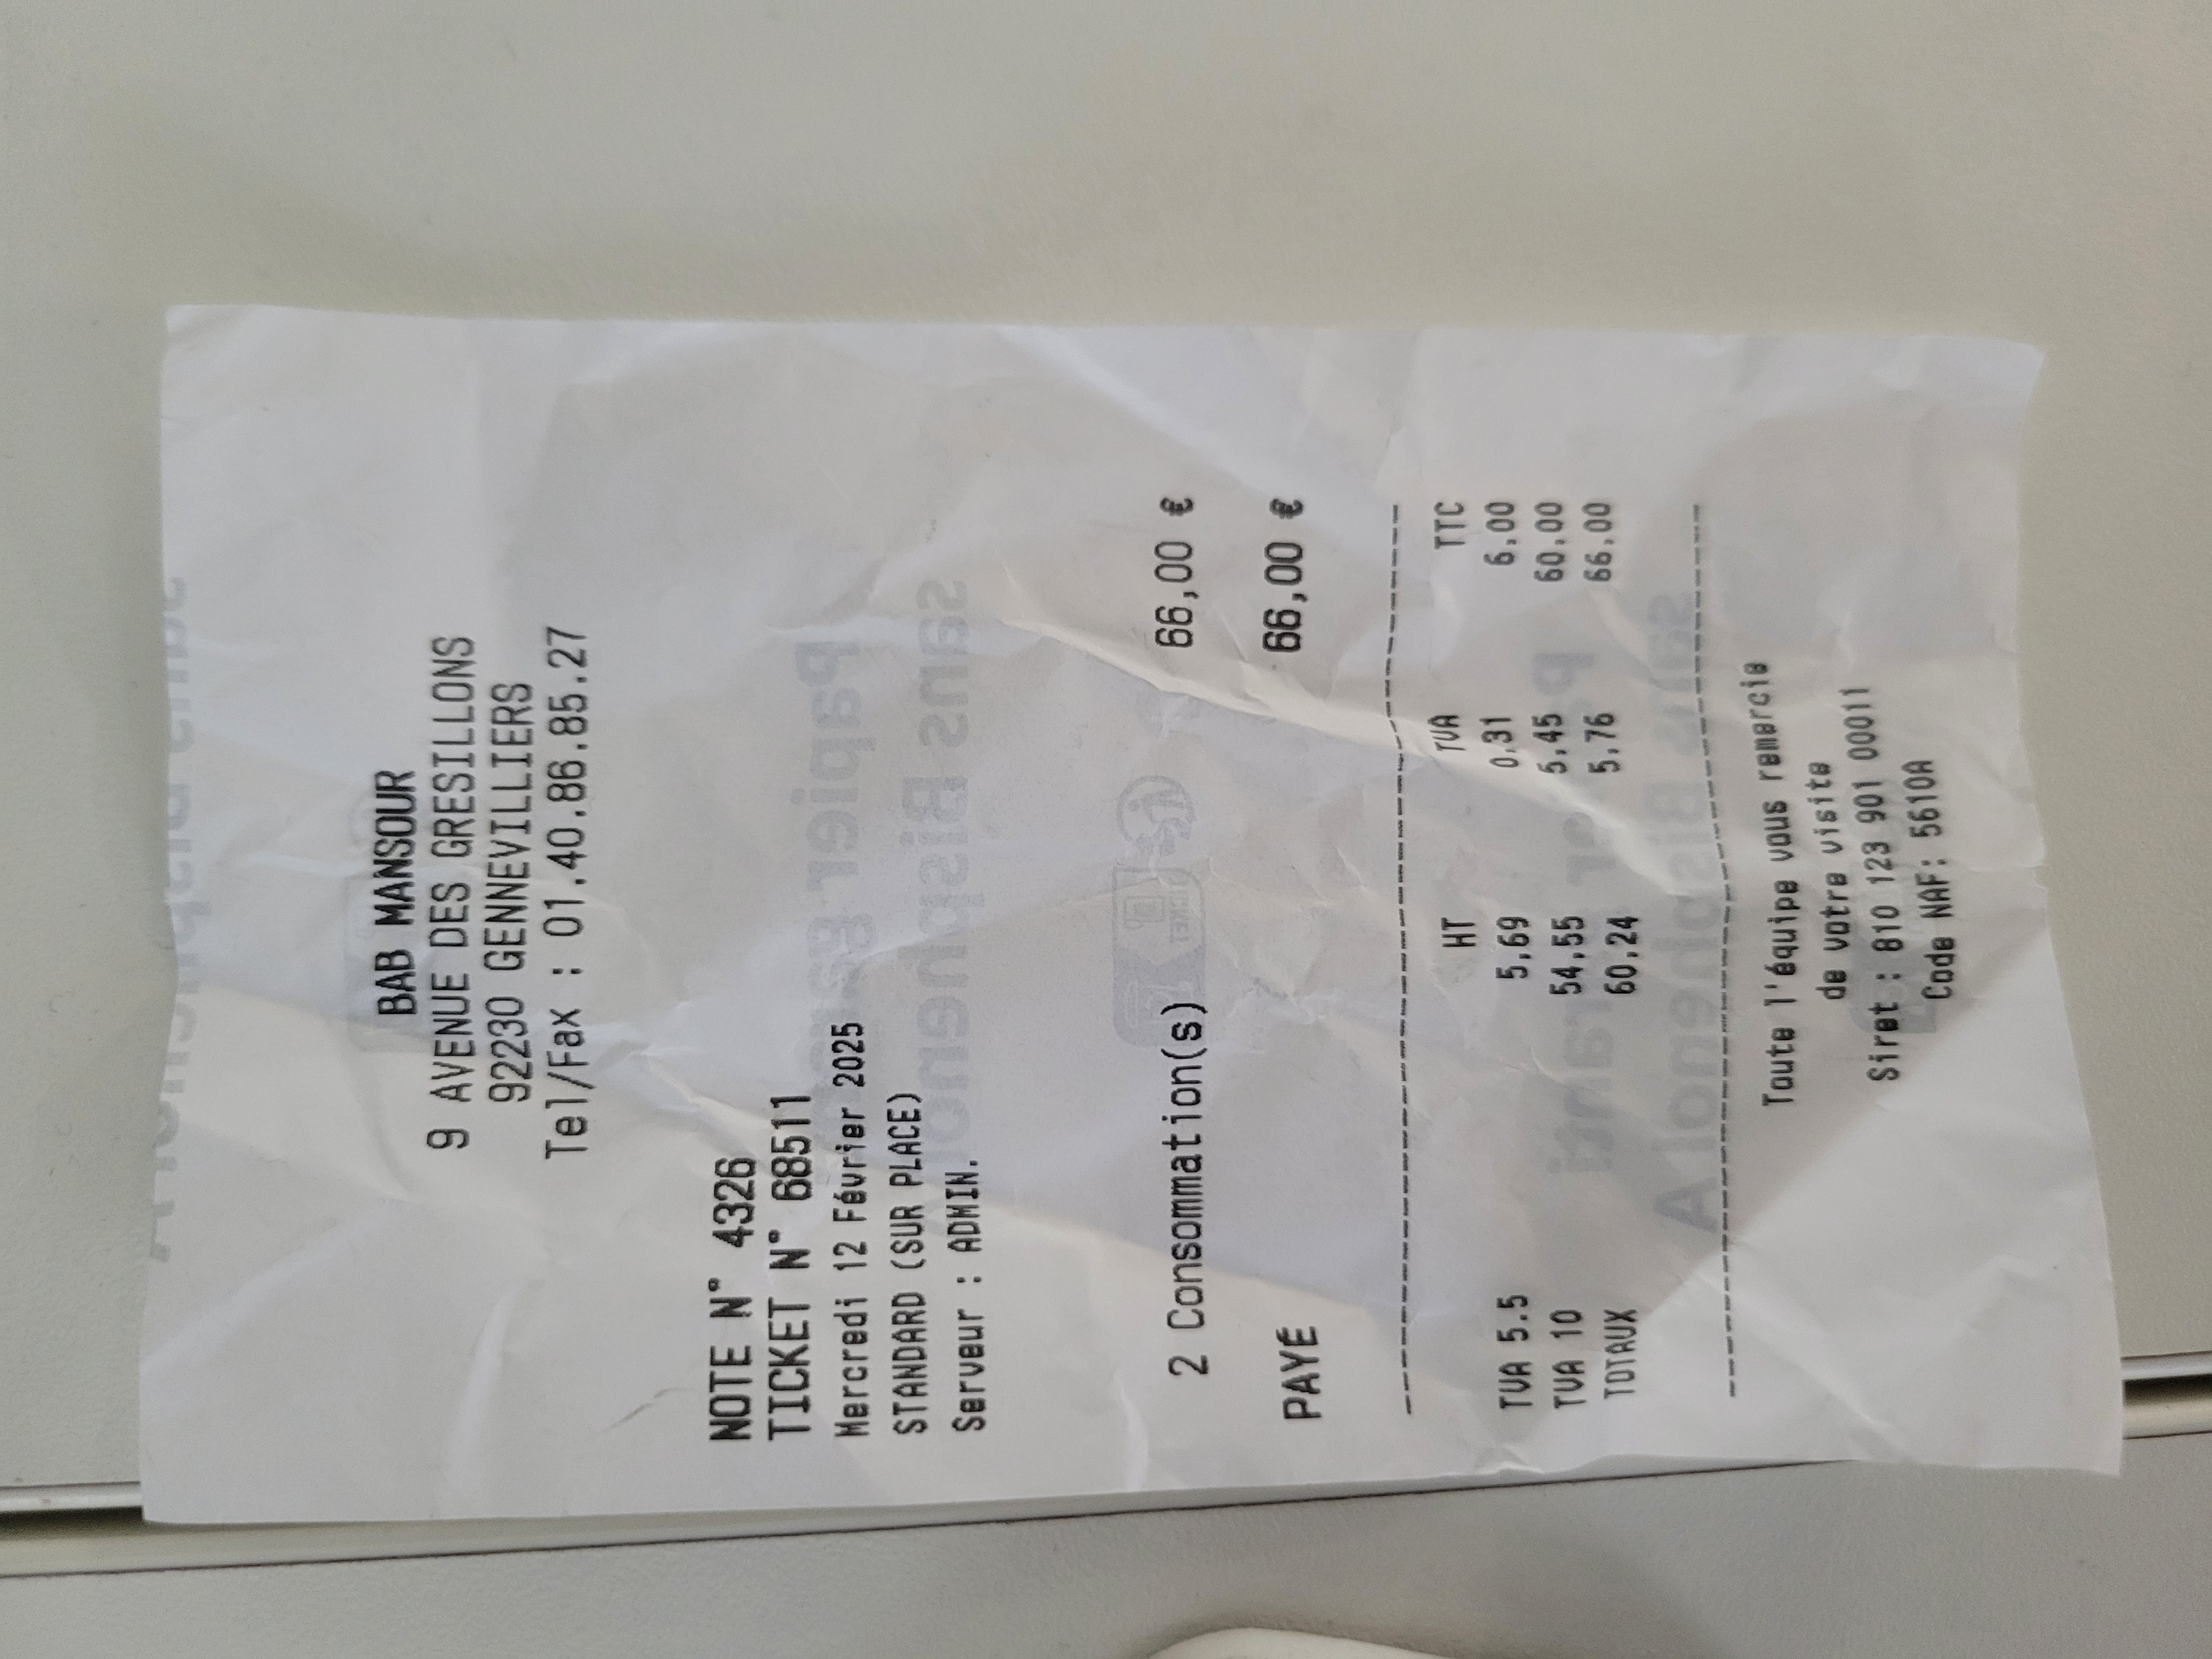 BAB MANSOUR
9 AVENUE DES GRESILLONS
92230 GENNEVILLIERS
Tel/Fax : 01.40.86.85.27
NOTE N° 4326
TICKET N° 68511
Mercredi 12 Février 2025
STANDARD (SUR PLACE)
Serveur : ADMIN.
2 Consommation(s) 66,00 €
PAYÉ 66,00 €
HT TVA TTC
TVA 5.5 5,69 0,31 6,00
TVA 10 54,55 5,45 60,00
TOTAUX 60,24 5,76 66,00
Toute l'équipe vous remercie
de votre visite
Siret : 810 123 901 00011
Code NAF: 5610A